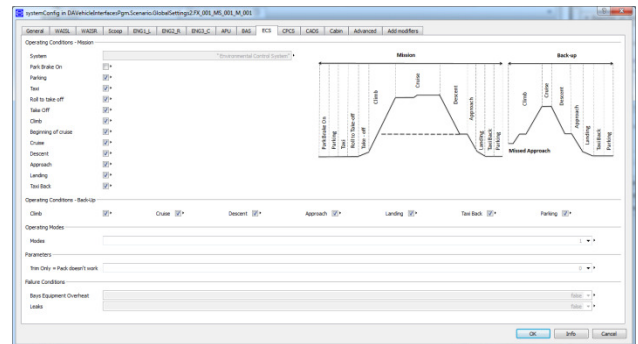 systemConfig in DAVehicleInterfacesPgm.Scenario.GlobalSettings2.FX_001_MS_001_M_001
General WAISL WAISR Scoop ENG1_L ENG2_R ENG3_C APU BAS ECS CPCS CADS Cabin Advanced Add modifiers
Operating Conditions - Mission
System "Environmental Control System"
Park Brake On
Parking
Taxi
Roll to take off
Take Off
Climb
Beginning of cruise
Cruise
Descent
Approach
Landing
Taxi Back
Mission
Back-up
ParkBrake On
Parking
Taxi
Roll to Take-off
Take - off
Climb
Cruise
Descent
Approach
Landing
Taxi Back
Parking
Missed Approach
Climb
Cruise
Descent
Approach
Landing
Taxi Back
Parking
Operating Conditions - Back-Up
Climb Cruise Descent Approach Landing Taxi Back Parking
Operating Modes
Modes 1
Parameters
Trim Only = Pack doesn't work 0
Failure Conditions
Bays Equipment Overheat false
Leaks false
OK Info Cancel